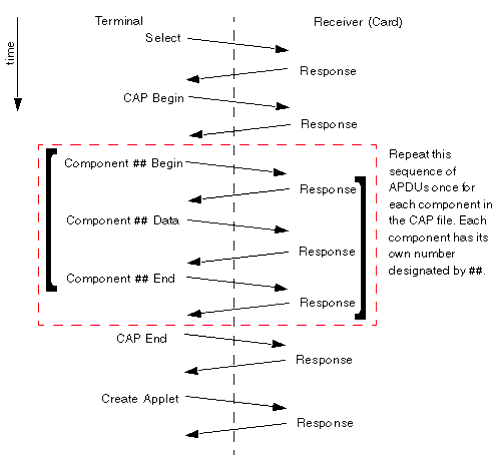 Terminal
Receiver (Card)
time
Select
Response
CAP Begin
Response
Component ## Begin
Response
Component ## Data
Response
Component ## End
Response
Repeat this
sequence of
APDUs once for
each component in
the CAP file. Each
component has its
own number
designated by ##.
CAP End
Response
Create Applet
Response